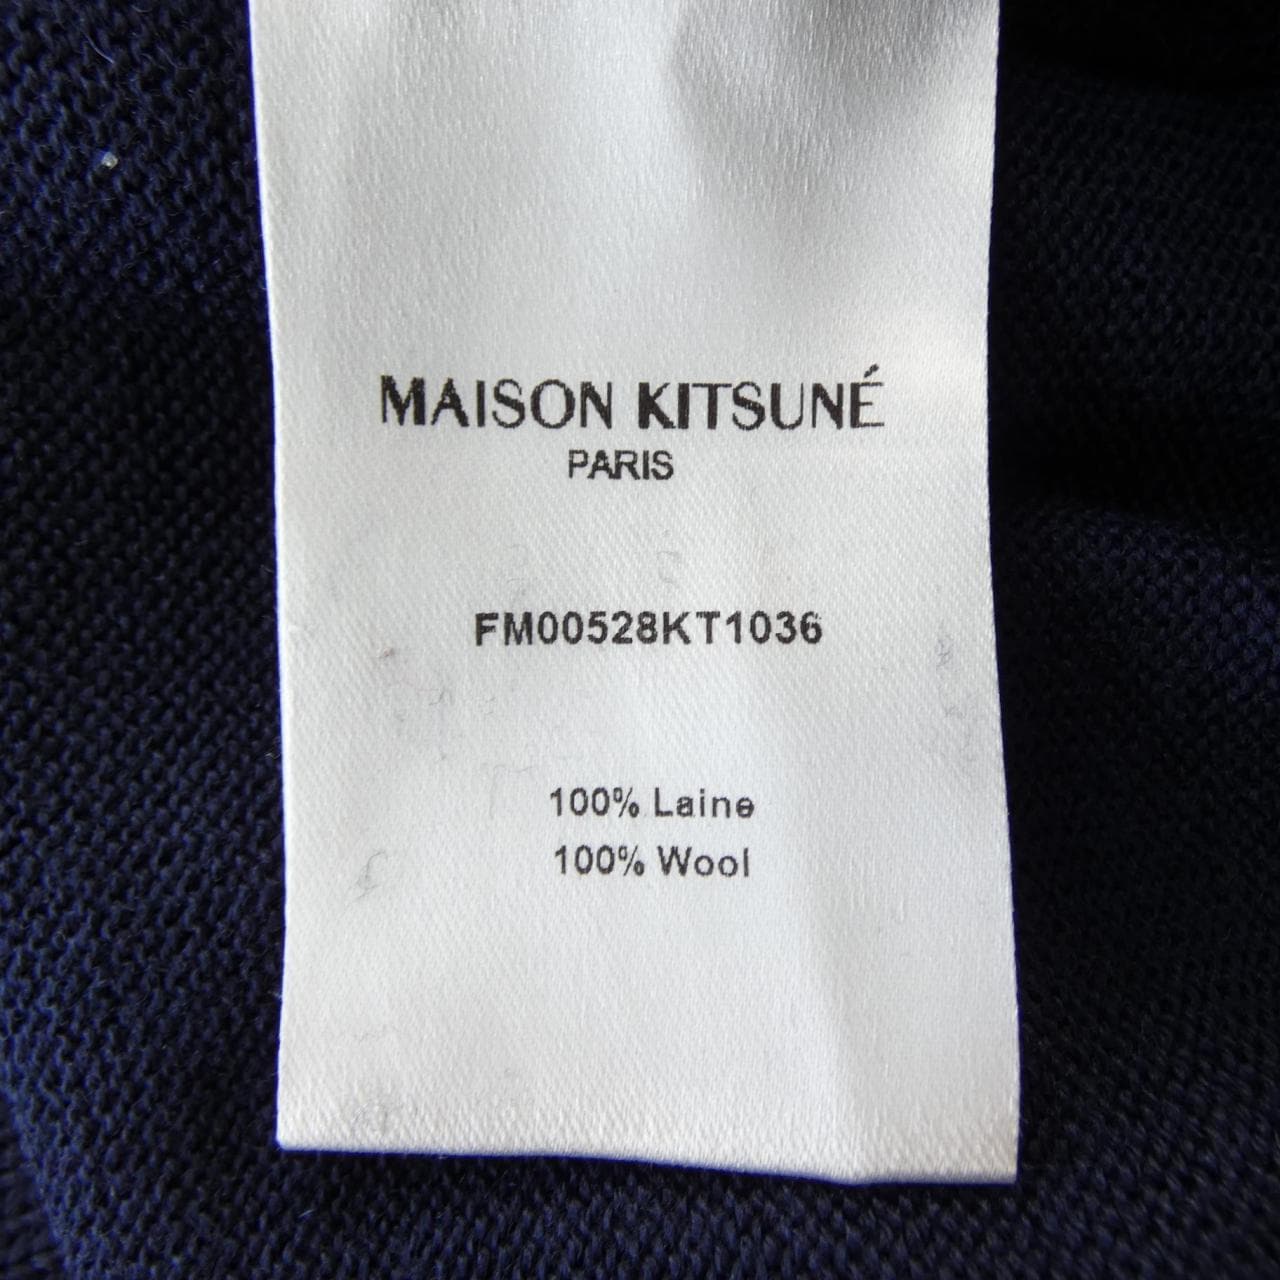 MAISON KITSUNÉ
PARIS
FM00528KT1036
100% Laine
100% Wool